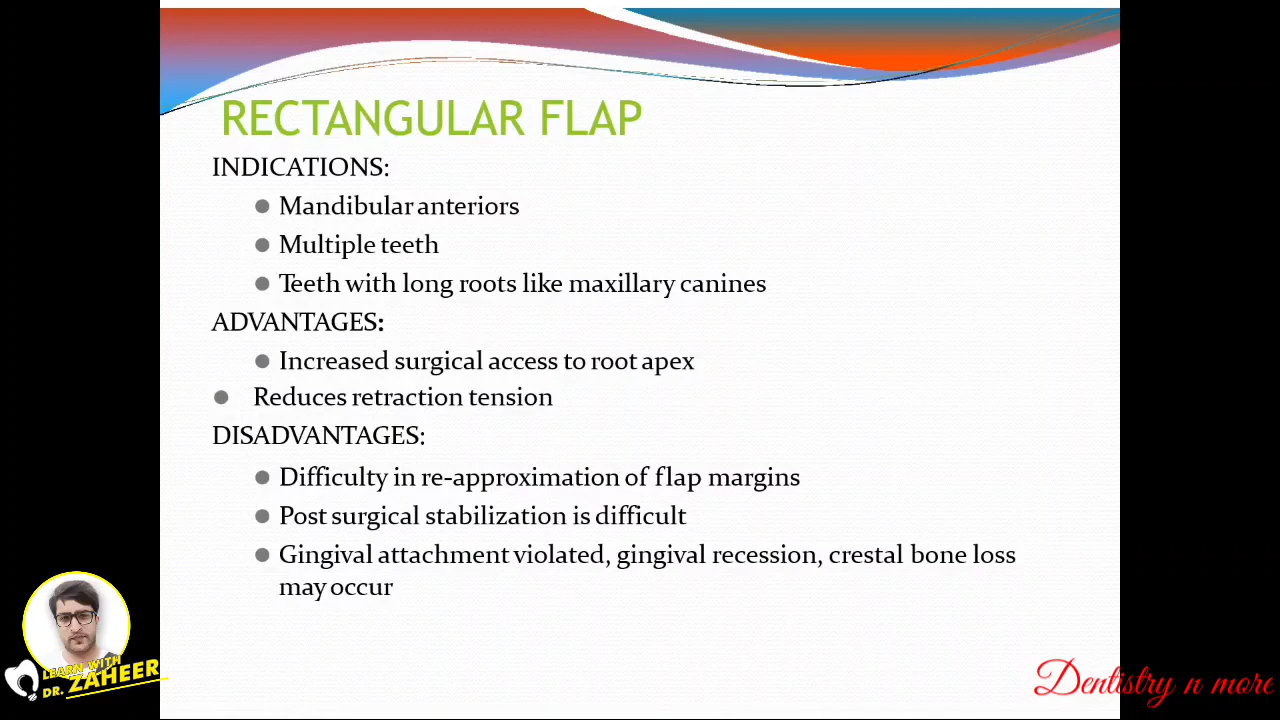 RECTANGULAR FLAP
INDICATIONS:
Mandibular anteriors
Multiple teeth
Teeth with long roots like maxillary canines
ADVANTAGES:
Increased surgical access to root apex
Reduces retraction tension
DISADVANTAGES:
Difficulty in re-approximation of flap margins
Post surgical stabilization is difficult
Gingival attachment violated, gingival recession, crestal bone loss
may occur
LEARN WITH
DR. ZAHEER
Dentistry n more